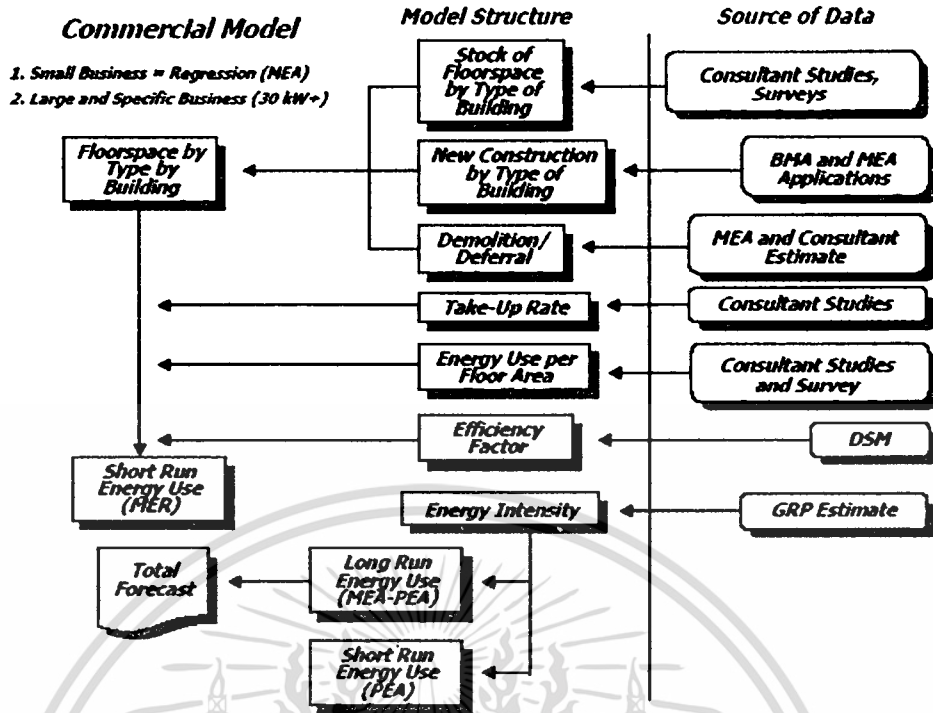 Commercial Model
Model Structure
Source of Data
1. Small Business = Regression (MEA)
2. Large and Specific Business (30 kW+)
Stock of
Floorspace
by Type of
Building
Consultant Studies,
Surveys
Floorspace by
Type by
Building
New Construction
by Type of
Building
BMA and MEA
Applications
Demolition/
Deferral
MEA and Consultant
Estimate
Take-Up Rate
Consultant Studies
Energy Use per
Floor Area
Consultant Studies
and Survey
Efficiency
Factor
DSM
Short Run
Energy Use
(MER)
Energy Intensity
GRP Estimate
Total
Forecast
Long Run
Energy Use
(MEA-PEA)
Short Run
Energy Use
(PEA)